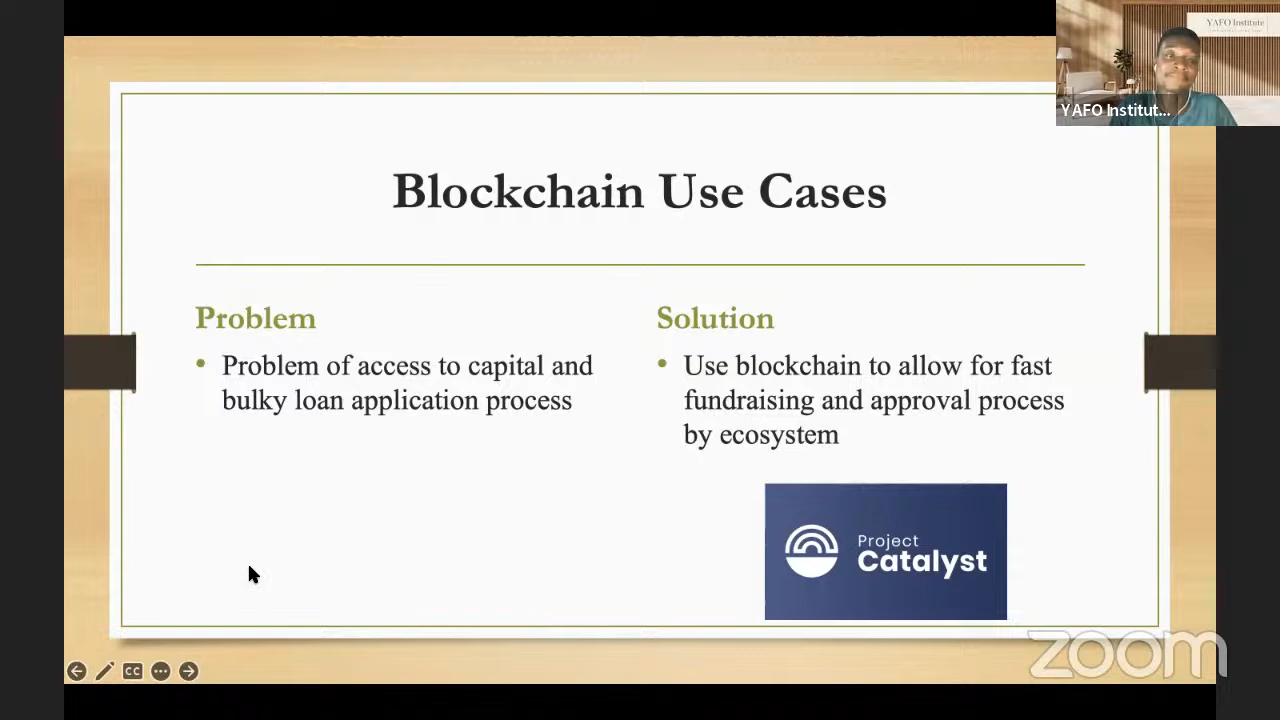 YAFO Institute
YAFO Institut...
Blockchain Use Cases
Problem
• Problem of access to capital and
bulky loan application process
Solution
• Use blockchain to allow for fast
fundraising and approval process
by ecosystem
Project
Catalyst
CC
zoom